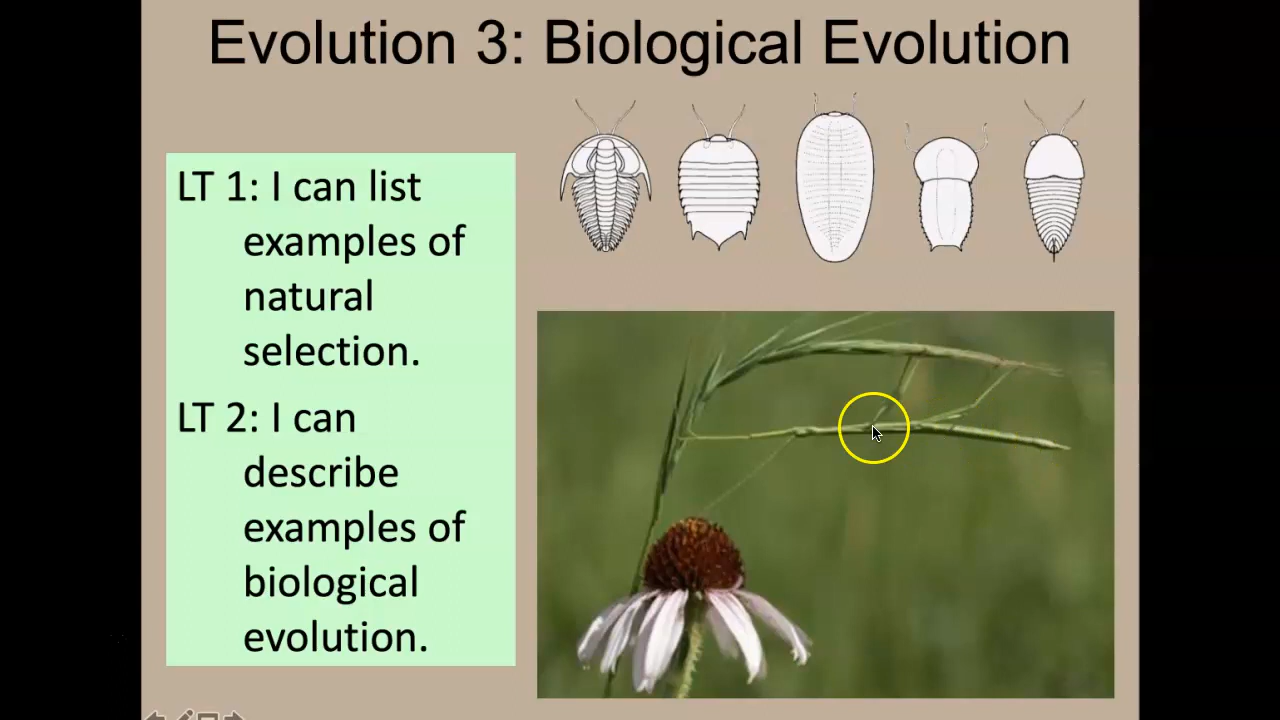 Evolution 3: Biological Evolution
LT 1: I can list
examples of
natural
selection.
LT 2: I can
describe
examples of
biological
evolution.